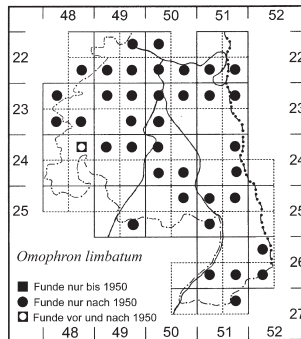 48 49 50 51 52
22
22
23
23
24
24
25
25
26
27
Omophron limbatum
Funde nur bis 1950
Funde nur nach 1950
Funde vor und nach 1950
48 49 50 51 52